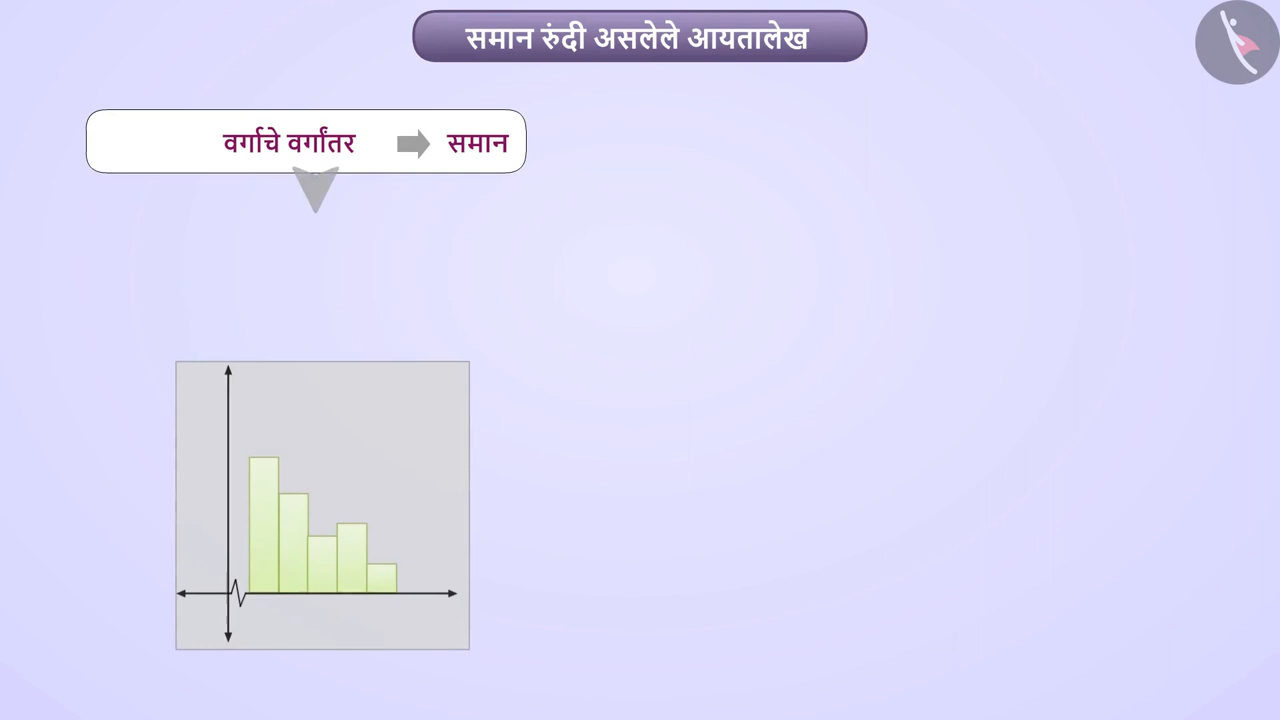 समान रुंदी असलेले आयतालेख
वर्गाचे वर्गांतर समान